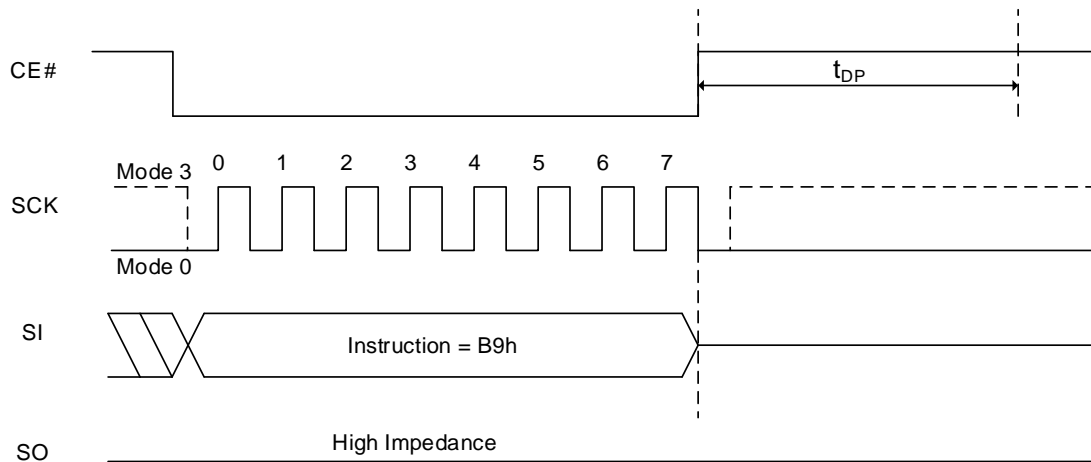 CE#
tDP
Mode 3
0 1 2 3 4 5 6 7
SCK
Mode 0
SI
Instruction = B9h
High Impedance
SO